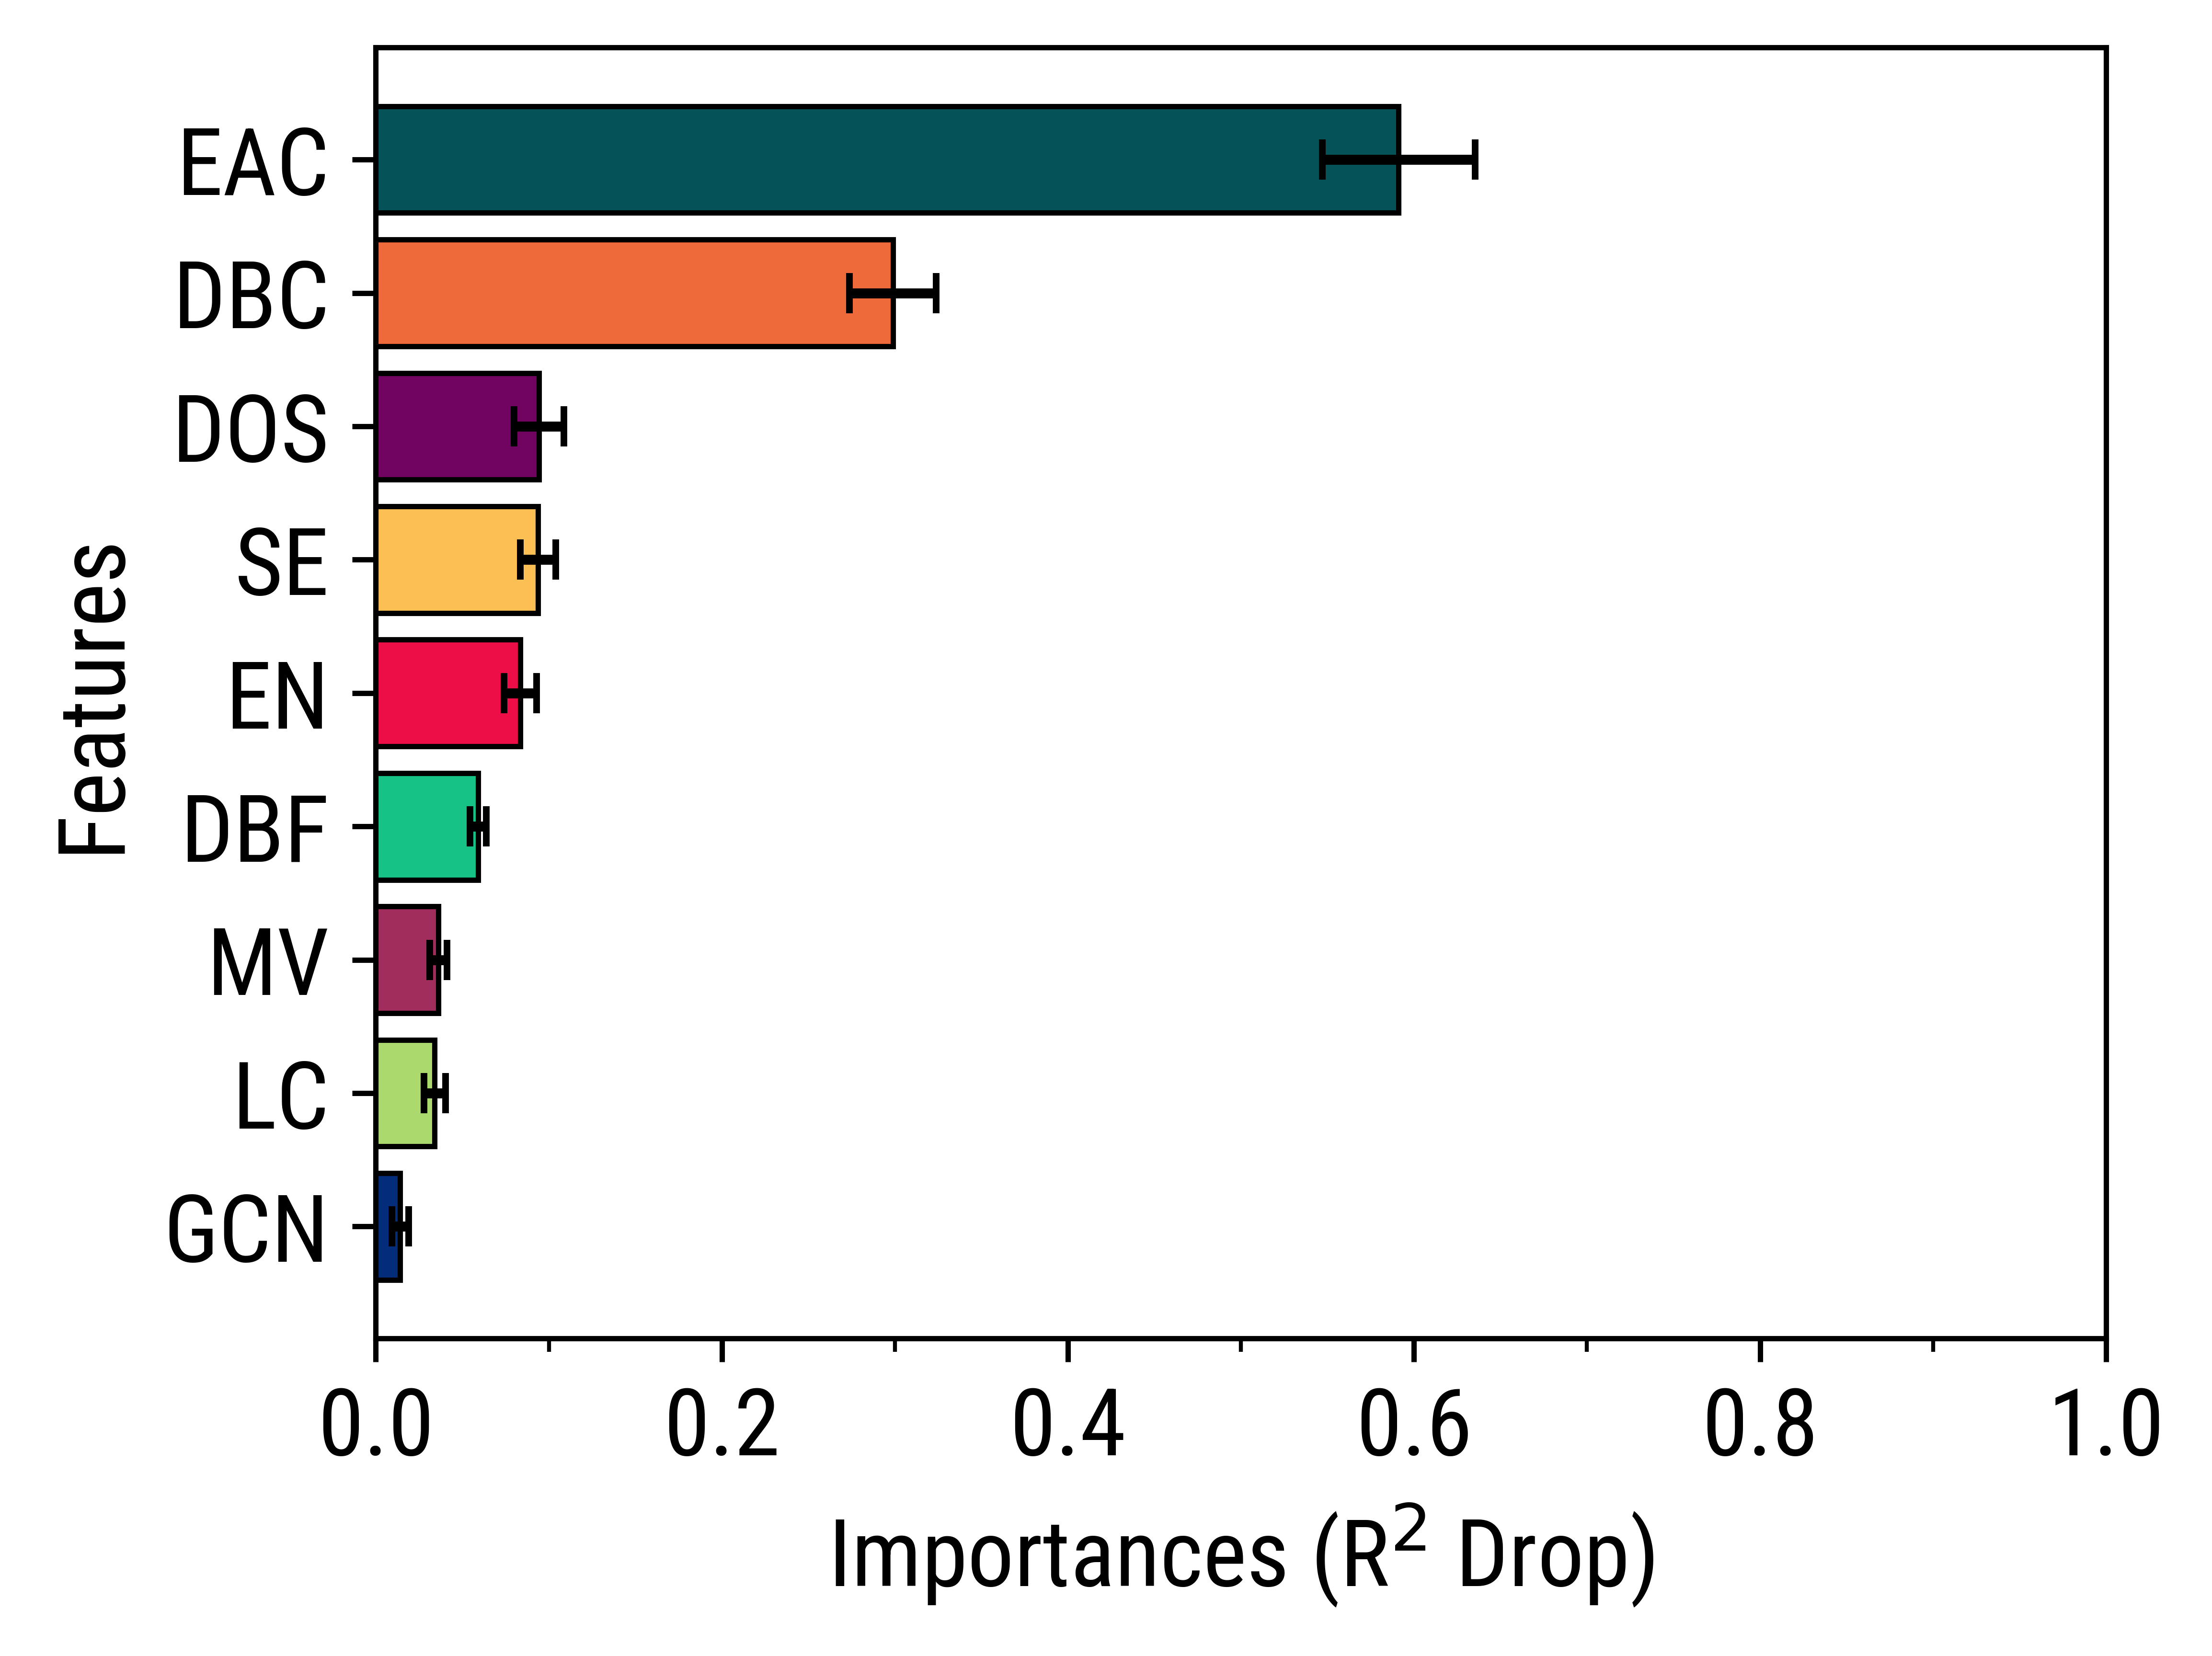 Features
EAC
DBC
DOS
SE
EN
DBF
MV
LC
GCN
0.0 0.2 0.4 0.6 0.8 1.0
Importances (R² Drop)